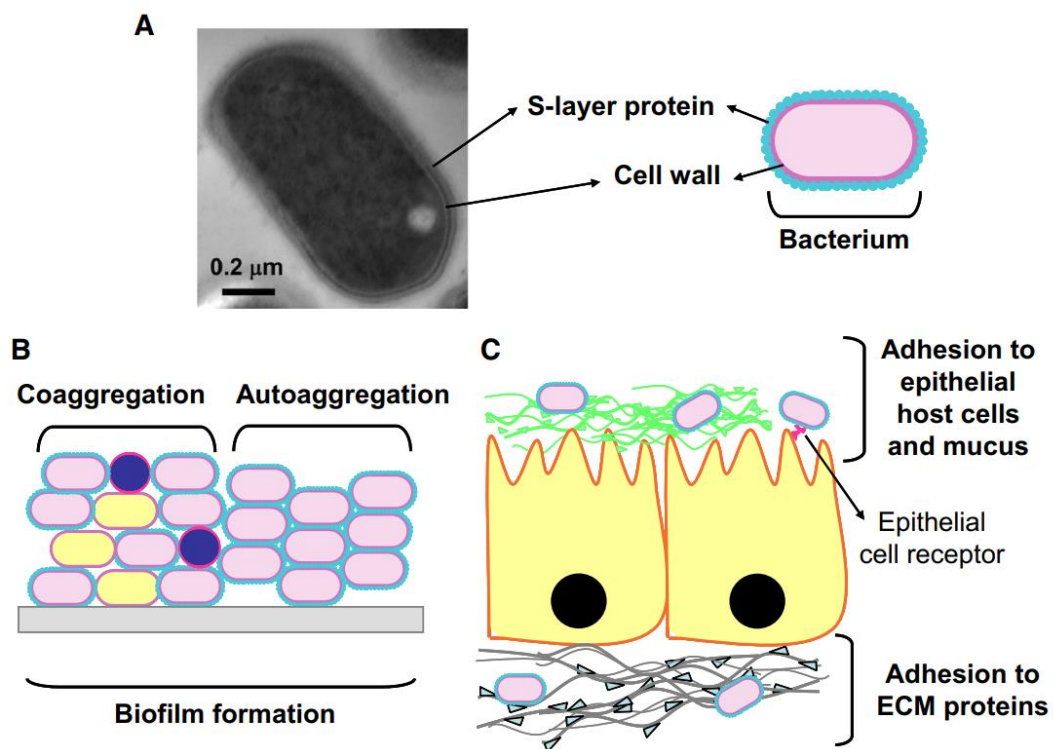 A
S-layer protein
Cell wall
Bacterium
0.2 μm
B
Coaggregation
Autoaggregation
Biofilm formation
C
Adhesion to
epithelial
host cells
and mucus
Epithelial
cell receptor
Adhesion to
ECM proteins